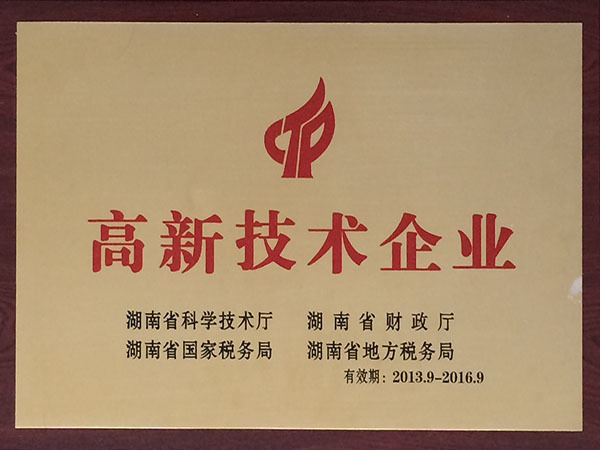 CTP
高新技术企业
湖南省科学技术厅 湖南省财政厅
湖南省国家税务局 湖南省地方税务局
有效期：2013.9-2016.9